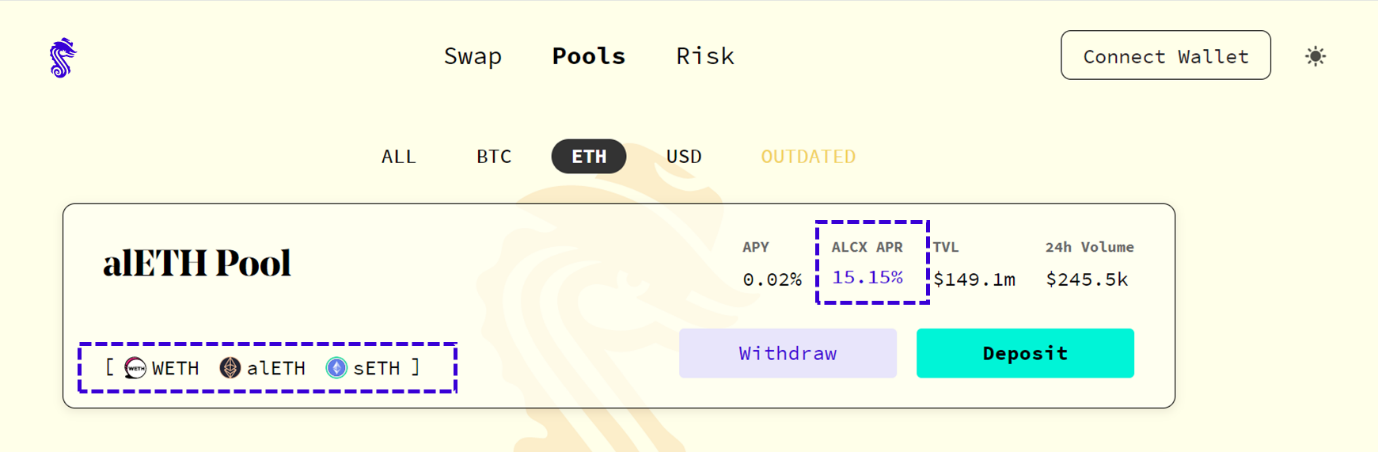 Swap Pools Risk Connect Wallet
ALL BTC ETH USD OUTDATED
alETH Pool
APY ALCX APR TVL 24h Volume
0.02% 15.15% $149.1m $245.5k
[ WETH WETH alETH sETH ]
Withdraw Deposit